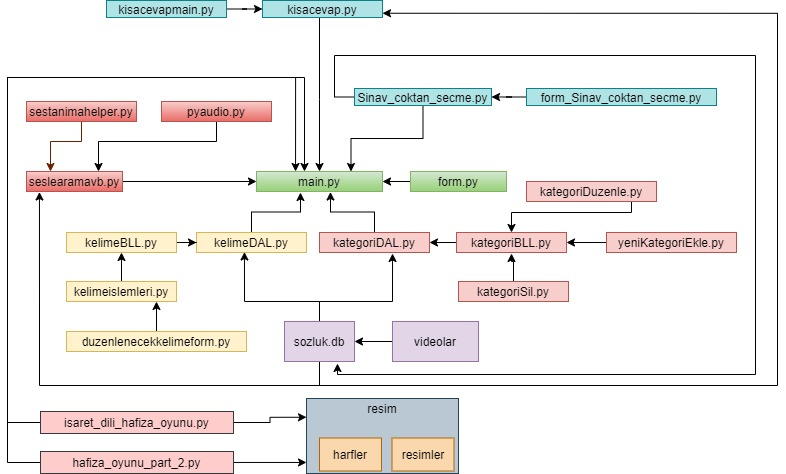 kisacevapmain.py
kisacevap.py
Sinav_coktan_secme.py
form_Sinav_coktan_secme.py
sestanimahelper.py
pyaudio.py
seslearamavb.py
main.py
form.py
kategoriDuzenle.py
kelimeBLL.py
kelimeDAL.py
kategoriDAL.py
kategoriBLL.py
yeniKategoriEkle.py
kelimeislemleri.py
kategoriSil.py
duzenlenecekkelimeform.py
sozluk.db
videolar
resim
isaret_dili_hafiza_oyunu.py
harfler
resimler
hafiza_oyunu_part_2.py